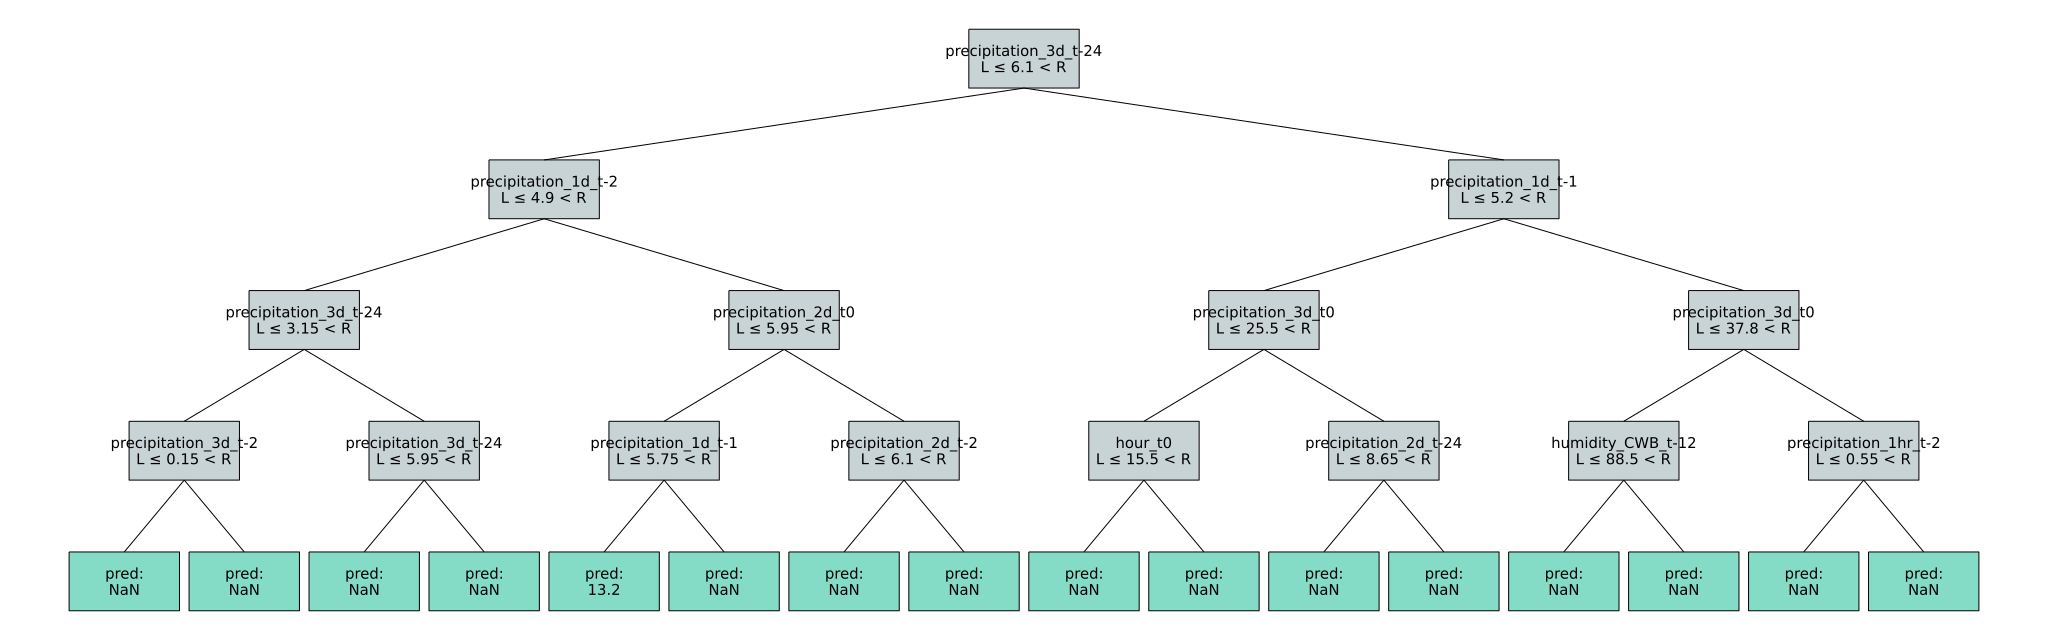 precipitation_3d_t-24
L ≤ 6.1 < R
precipitation_1d_t-2
L ≤ 4.9 < R
precipitation_1d_t-1
L ≤ 5.2 < R
precipitation_3d_t-24
L ≤ 3.15 < R
precipitation_2d_t0
L ≤ 5.95 < R
precipitation_3d_t0
L ≤ 25.5 < R
precipitation_3d_t0
L ≤ 37.8 < R
precipitation_3d_t-2
L ≤ 0.15 < R
precipitation_3d_t-24
L ≤ 5.95 < R
precipitation_1d_t-1
L ≤ 5.75 < R
precipitation_2d_t-2
L ≤ 6.1 < R
hour_t0
L ≤ 15.5 < R
precipitation_2d_t-24
L ≤ 8.65 < R
humidity_CWB_t-12
L ≤ 88.5 < R
precipitation_1hr_t-2
L ≤ 0.55 < R
pred:
NaN
pred:
NaN
pred:
NaN
pred:
NaN
pred:
13.2
pred:
NaN
pred:
NaN
pred:
NaN
pred:
NaN
pred:
NaN
pred:
NaN
pred:
NaN
pred:
NaN
pred:
NaN
pred:
NaN
pred:
NaN